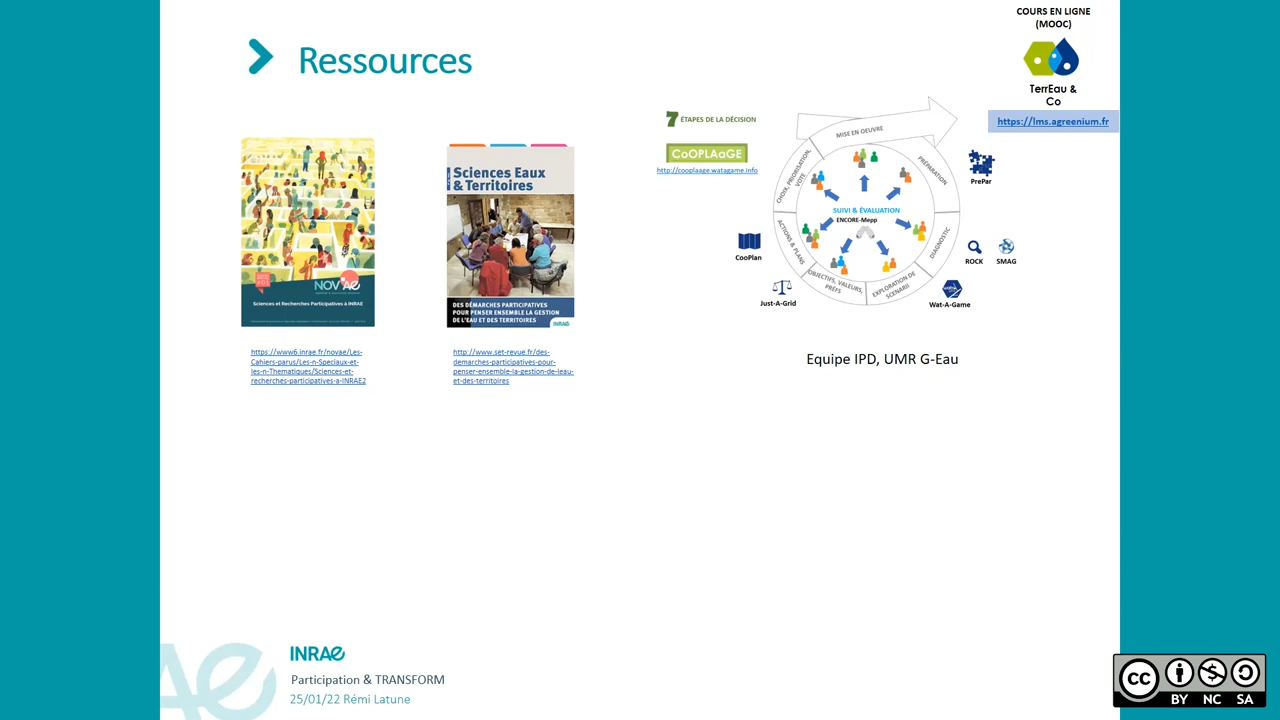 Ressources
COURS EN LIGNE
(MOOC)
TerrEau &
Co
https://lms.agreenium.fr
NOVAE
Sciences et Recherches Participatives à INRAE
https://www6.inrae.fr/novae/Les-
Cahiers-parus/Les-n-Speciaux-et-
les-n-Thematiques/Sciences-et-
recherches-participatives-a-INRAE2
Sciences Eaux
& Territoires
DES DÉMARCHES PARTICIPATIVES
POUR PENSER ENSEMBLE LA GESTION
DE L'EAU ET DES TERRITOIRES
INRAE
http://www.set-revue.fr/des-
demarches-participatives-pour-
penser-ensemble-la-gestion-de-leau-
et-des-territoires
7 ÉTAPES DE LA DÉCISION
CoOPLAaGE
http://cooplaage.watagame.info
MISE EN OEUVRE
PRÉPARATION
DIAGNOSTIC
EXPLORATION DE
SCENARII
OBJECTIFS, VALEURS,
PRÉFS
ACTIONS & PLANS
CHOIX, PRIORISATION,
VOTE
SUIVI & ÉVALUATION
ENCORE-Mepp
PrePar
ROCK
SMAG
Wat-A-Game
Just-A-Grid
CooPlan
Equipe IPD, UMR G-Eau
INRAE
Participation & TRANSFORM
25/01/22 Rémi Latune
cc
BY NC SA